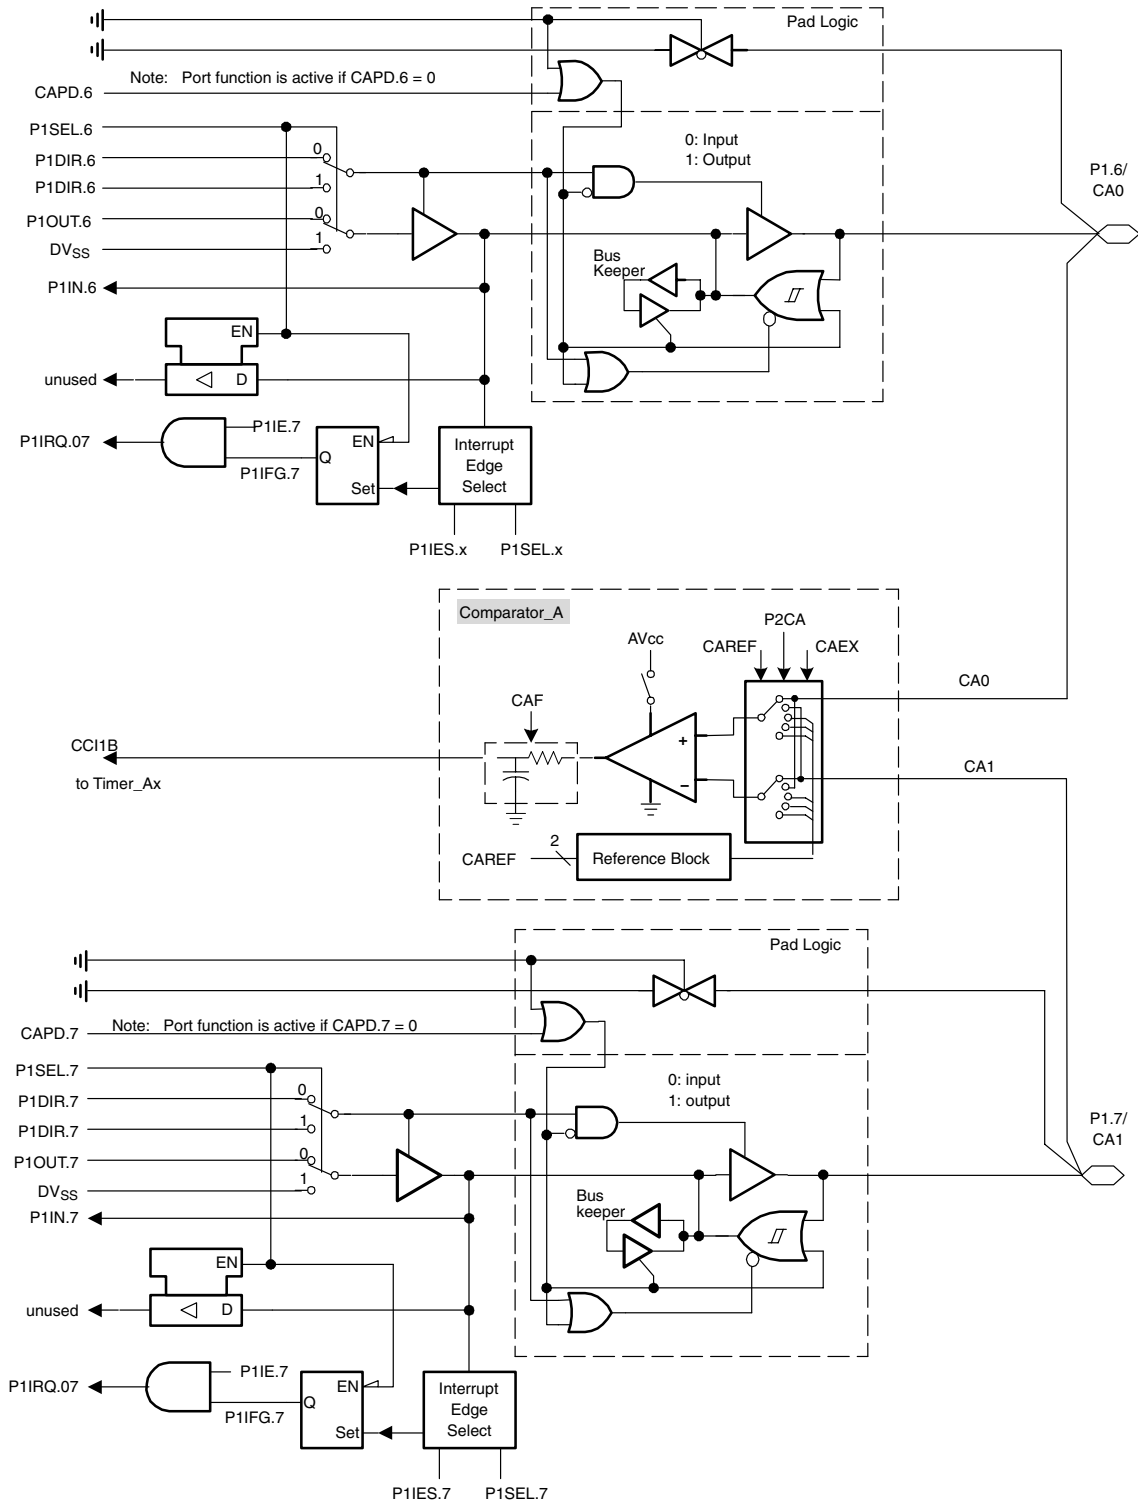 Pad Logic
Note: Port function is active if CAPD.6 = 0
CAPD.6
P1SEL.6
0
P1DIR.6
1
P1DIR.6
0
P1OUT.6
1
DVSS
P1IN.6
0: Input
1: Output
P1.6/
CA0
Bus
Keeper
EN
unused
D
P1IE.7
P1IRQ.07
P1IFG.7
EN
Q
Set
Interrupt
Edge
Select
P1IES.x
P1SEL.x
Comparator_A
P2CA
AVcc
CAREF
CAEX
CA0
CAF
+
CCI1B
to Timer_Ax
CA1
−
2
CAREF
Reference Block
Pad Logic
Note: Port function is active if CAPD.7 = 0
CAPD.7
P1SEL.7
0
P1DIR.7
1
P1DIR.7
0
P1OUT.7
1
DVSS
P1IN.7
0: input
1: output
P1.7/
CA1
Bus
keeper
EN
unused
D
P1IE.7
P1IRQ.07
P1IFG.7
EN
Q
Set
Interrupt
Edge
Select
P1IES.7
P1SEL.7